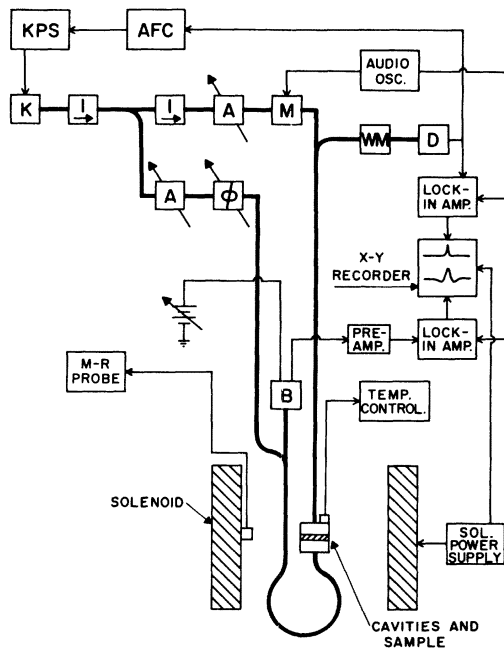 KPS
AFC
AUDIO
OSC.
K
I
I
A
M
WM
D
LOCK-
IN AMP.
A
Φ
X-Y
RECORDER
PRE-
AMP.
LOCK-
IN AMP.
M-R
PROBE
B
TEMP.
CONTROL.
SOLENOID
SOL.
POWER
SUPPLY
CAVITIES AND
SAMPLE